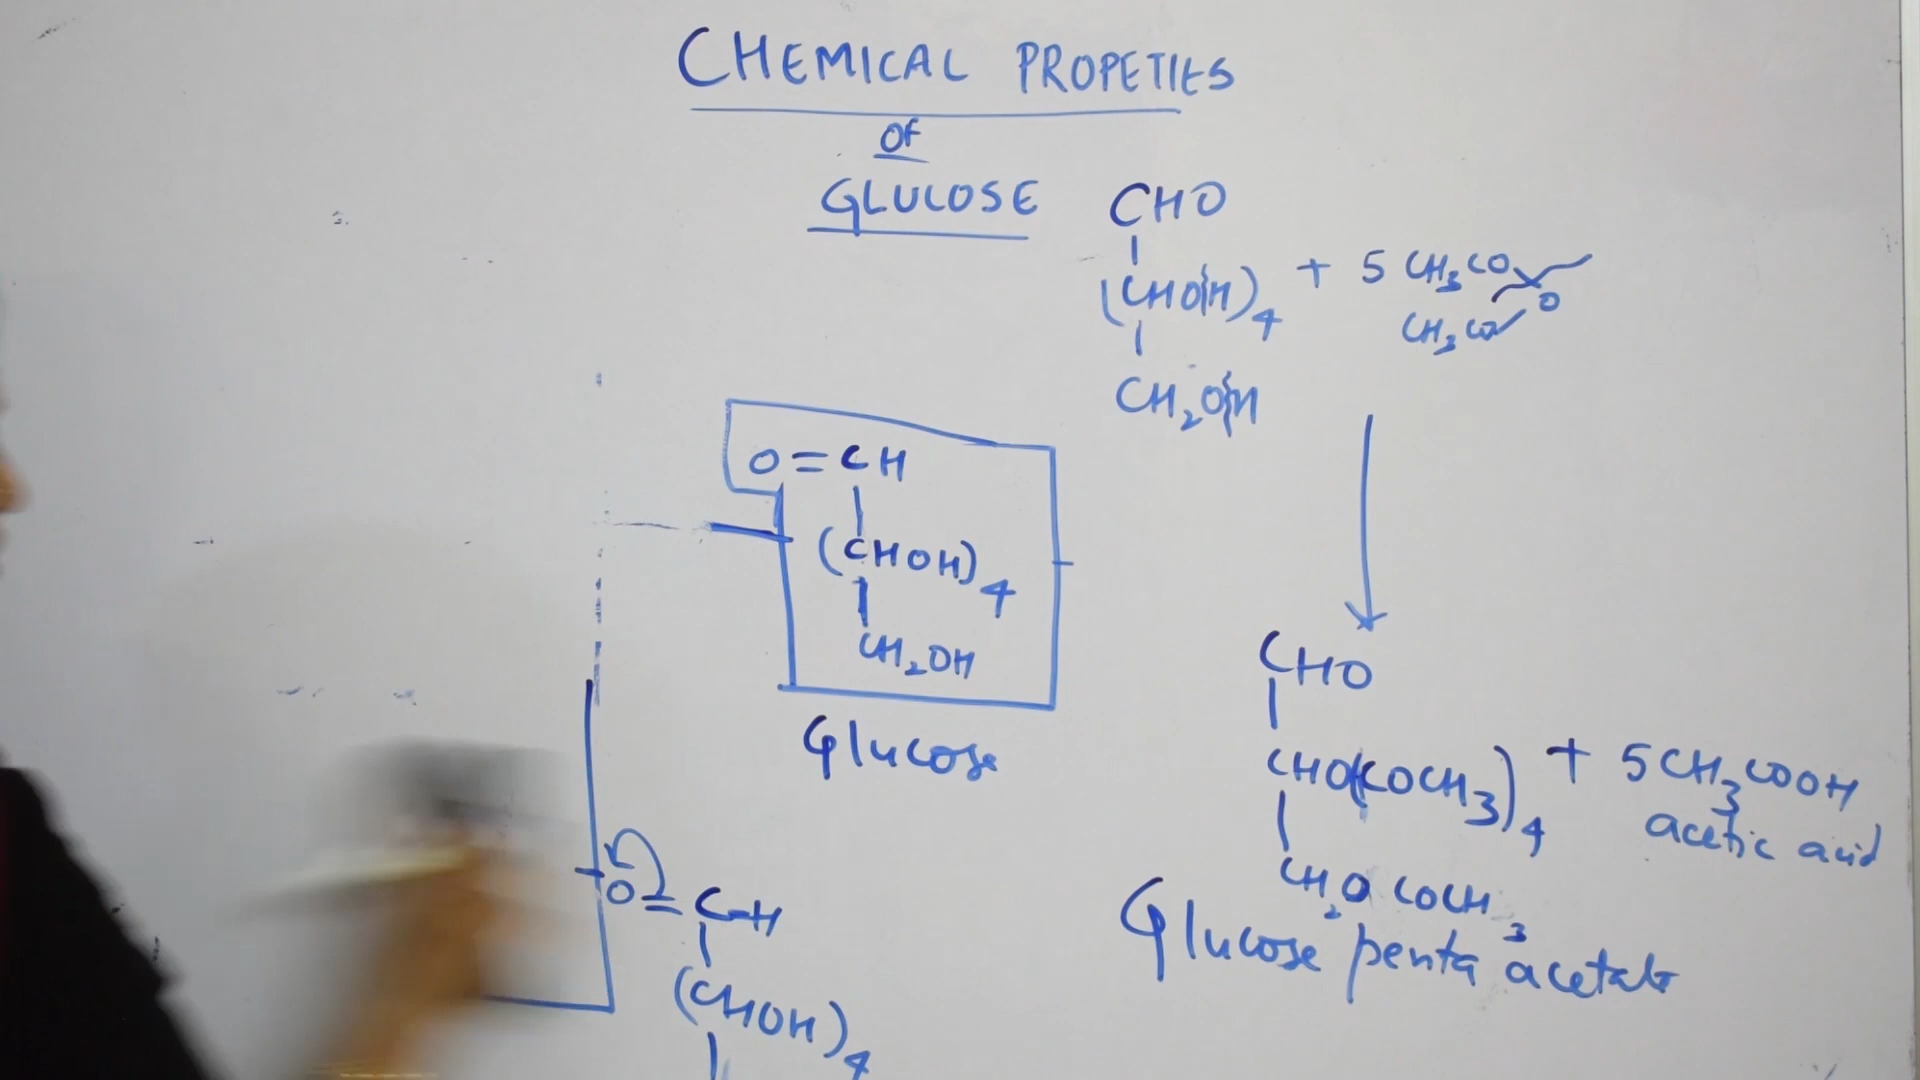 CHEMICAL PROPETIES
OF
GLUCOSE
CHO
(CHOH)4 + 5 CH3CO
O
CH3CO
CH2OH
O=CH
(CHOH)4
CH2OH
Glucose
CHO
CHO(COCH3)4 + 5CH3COOH
acetic acid
CH2O COCH3
Glucose penta acetate
O=C-H
(CHOH)4